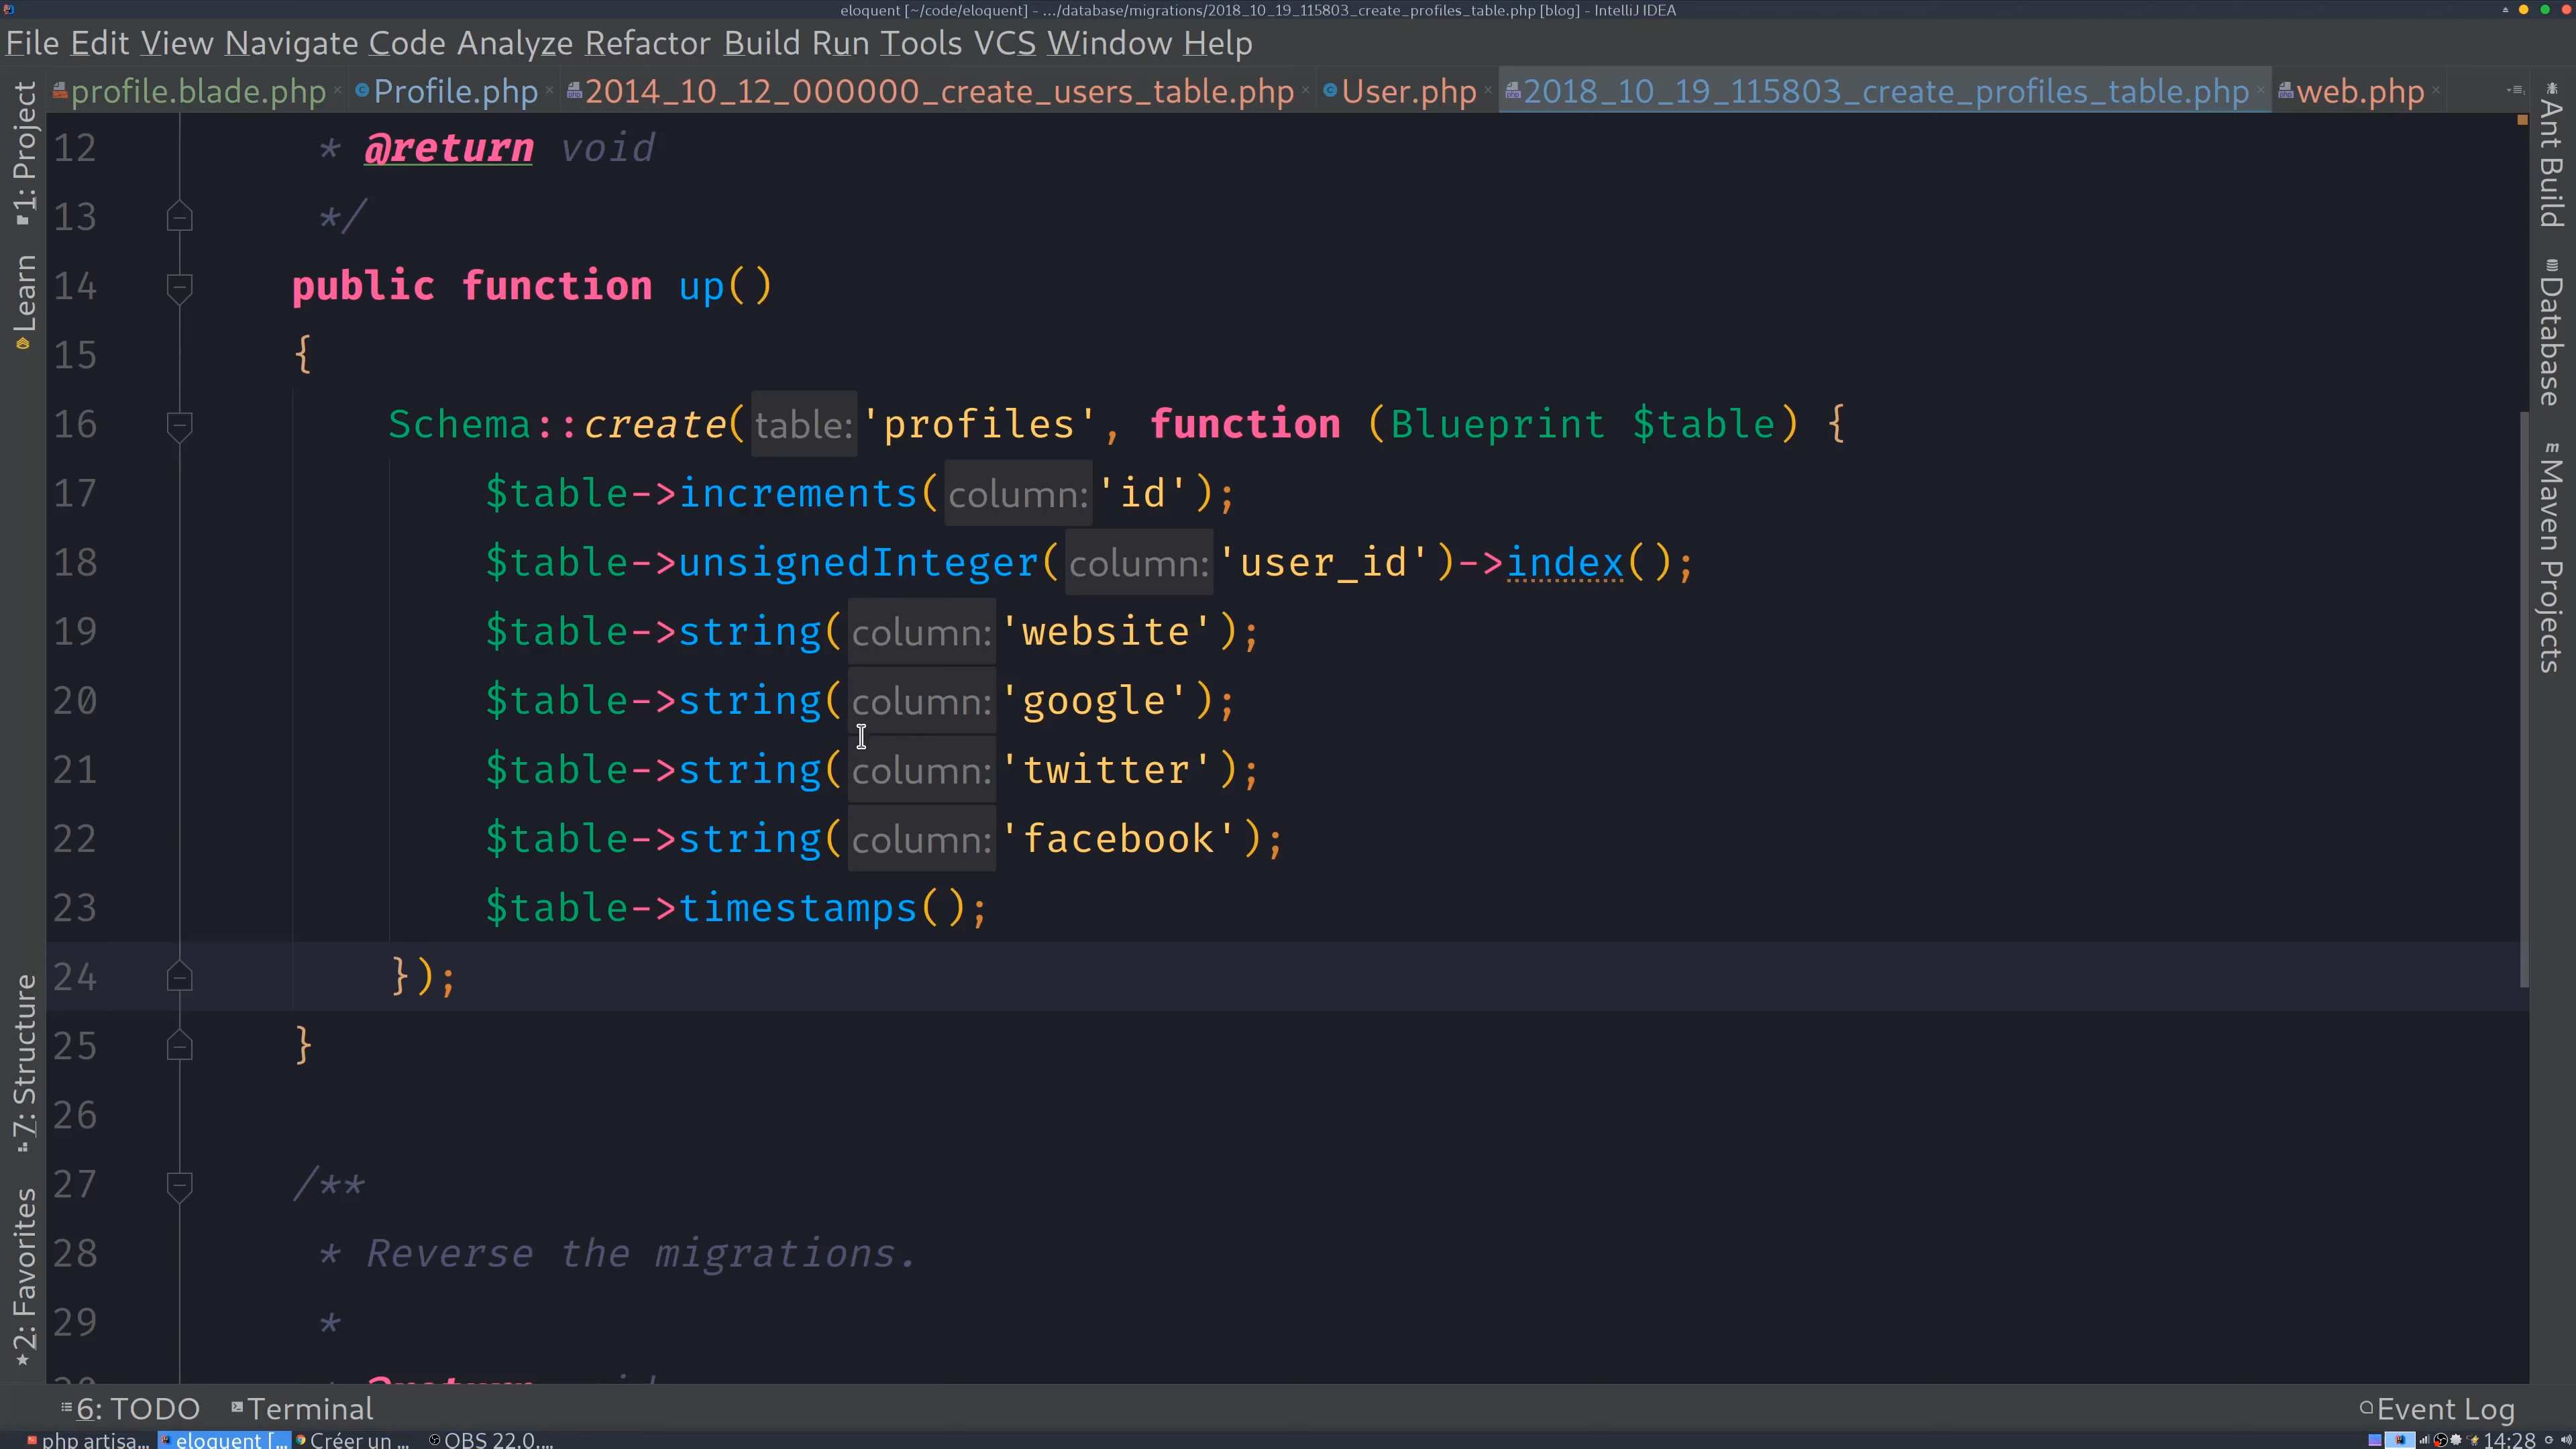 eloquent [~/code/eloquent] - .../database/migrations/2018_10_19_115803_create_profiles_table.php [blog] - IntelliJ IDEA
File Edit View Navigate Code Analyze Refactor Build Run Tools VCS Window Help
profile.blade.php Profile.php 2014_10_12_000000_create_users_table.php User.php 2018_10_19_115803_create_profiles_table.php web.php
1: Project
Learn
7: Structure
2: Favorites
12 * @return void
13 */
14 public function up()
15 {
16 Schema::create( table: 'profiles', function (Blueprint $table) {
17 $table->increments( column: 'id');
18 $table->unsignedInteger( column: 'user_id')->index();
19 $table->string( column: 'website');
20 $table->string( column: 'google');
21 $table->string( column: 'twitter');
22 $table->string( column: 'facebook');
23 $table->timestamps();
24 });
25 }
26
27 /**
28 * Reverse the migrations.
29 *
Ant Build
Database
Maven Projects
6: TODO Terminal Event Log
php artisa... eloquent [... Créer un ... OBS 22.0.... 14:28